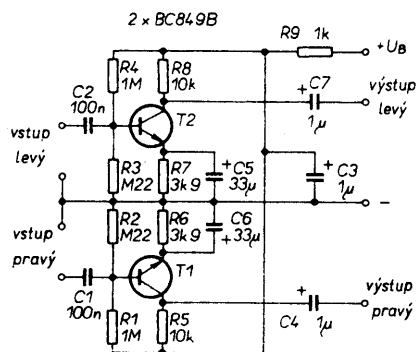 2 x BC849B
R9 1k
+UB
R4
1M
R8
10k
C2
100n
C7
1μ
výstup
levý
T2
vstup
levý
R3
M22
R7
3k9
C5
33μ
C3
1μ
–
R2
M22
R6
3k9
C6
33μ
vstup
pravý
T1
C1
100n
výstup
pravý
R1
1M
R5
10k
C4
1μ